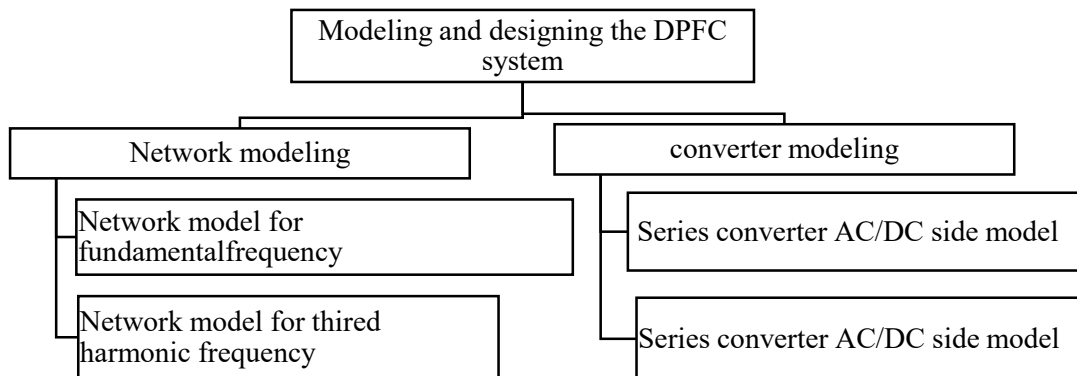 Modeling and designing the DPFC
system
Network modeling
converter modeling
Network model for
fundamentalfrequency
Series converter AC/DC side model
Network model for thired
harmonic frequency
Series converter AC/DC side model